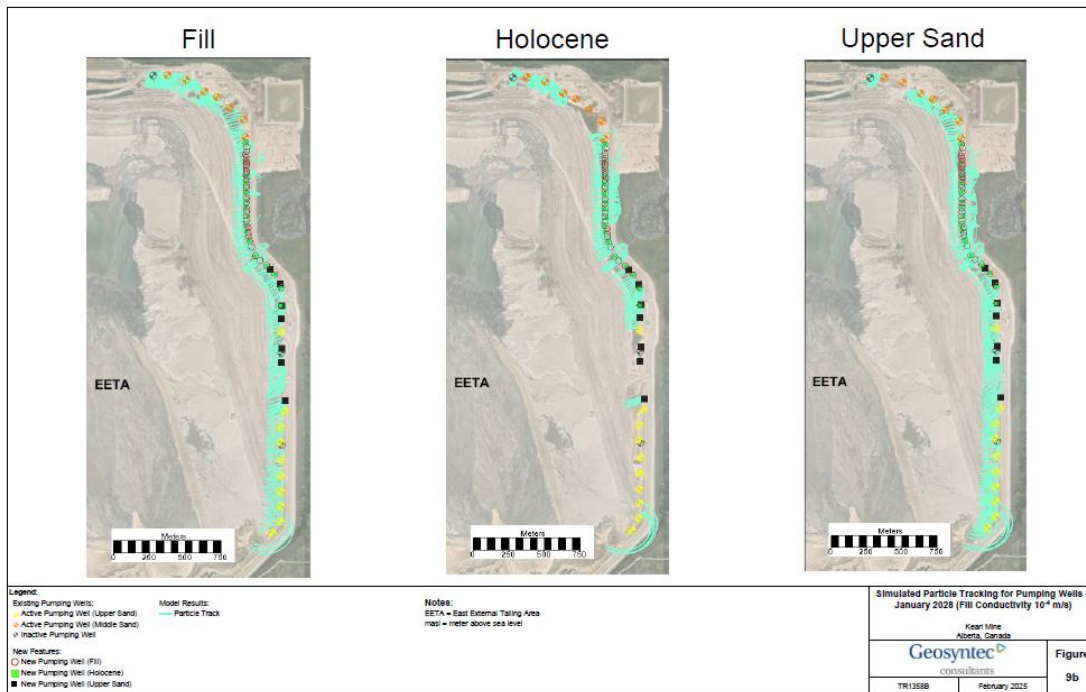 Fill
Holocene
Upper Sand
EETA
EETA
EETA
Meters
0 250 500 750
Meters
0 250 500 750
Meters
0 250 500 750
Legend:
Existing Pumping Wells:
Active Pumping Well (Upper Sand)
Active Pumping Well (Middle Sand)
Inactive Pumping Well
Model Results:
Particle Track
New Features:
New Pumping Well (Fill)
New Pumping Well (Holocene)
New Pumping Well (Upper Sand)
Notes:
EETA = East External Tailing Area
masl = meter above sea level
Simulated Particle Tracking for Pumping Wells -
January 2028 (Fill Conductivity 10⁻⁴ m/s)
Kearl Mine
Alberta, Canada
Geosyntec
consultants
TR1358B
February 2025
Figure
9b